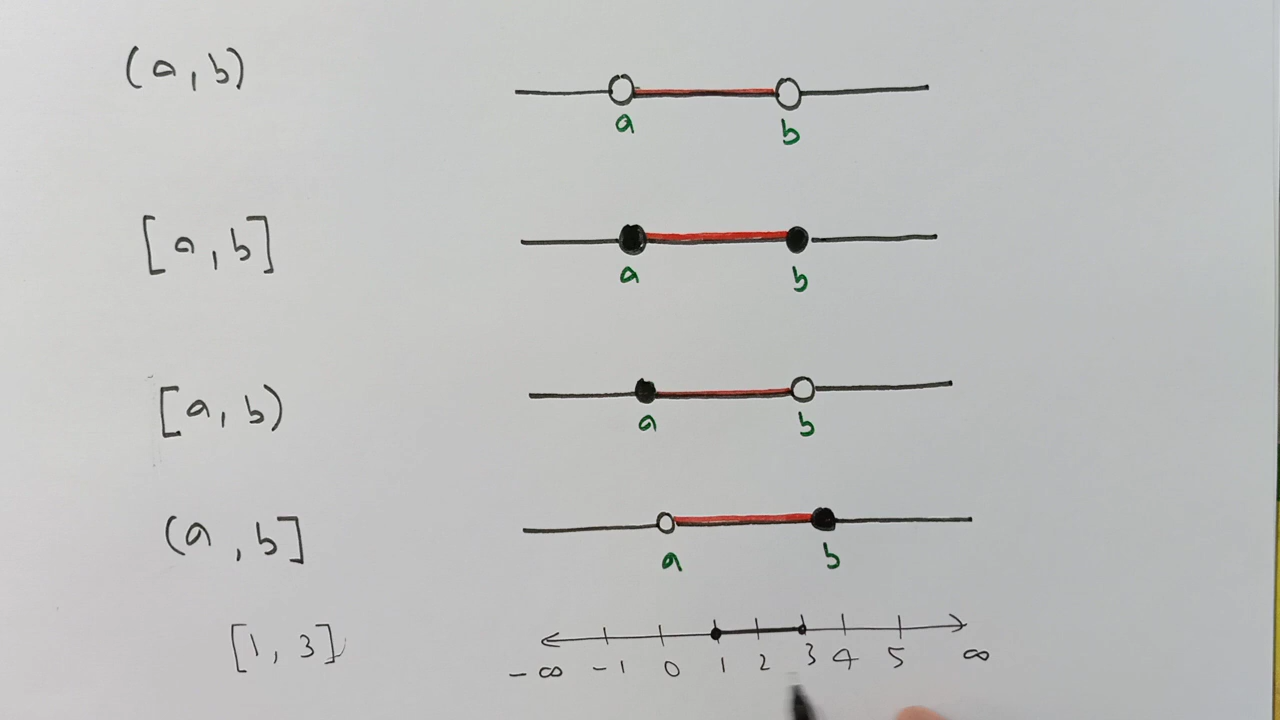 (a, b)
a b
[a, b]
a b
[a, b)
a b
(a, b]
a b
[1, 3]
-∞ -1 0 1 2 3 4 5 ∞